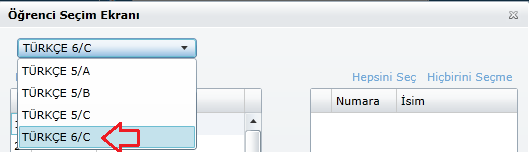 Öğrenci Seçim Ekranı
TÜRKÇE 6/C
TÜRKÇE 5/A
TÜRKÇE 5/B
TÜRKÇE 5/C
TÜRKÇE 6/C
Hepsini Seç Hiçbirini Seçme
Numara İsim